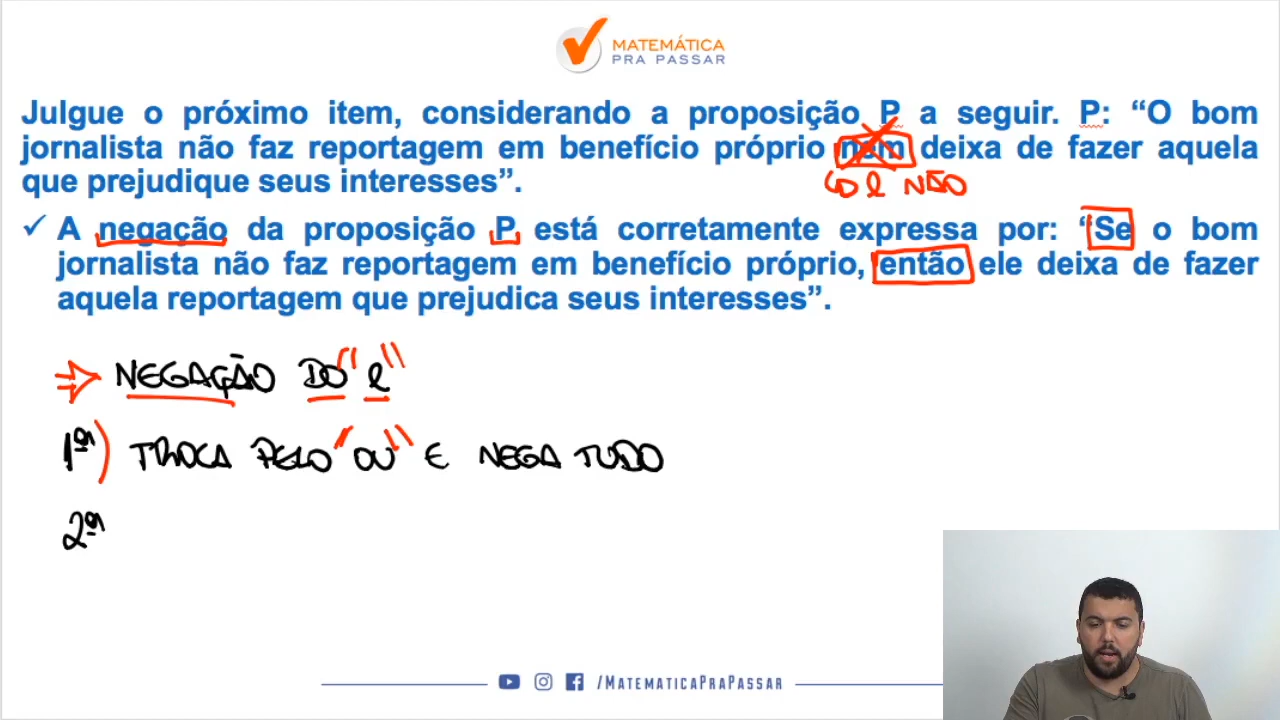 MATEMÁTICA
PRA PASSAR
Julgue o próximo item, considerando a proposição P a seguir. P: “O bom
jornalista não faz reportagem em benefício próprio nem deixa de fazer aquela
que prejudique seus interesses”.
e NÃO
✓ A negação da proposição P está corretamente expressa por: “Se o bom
jornalista não faz reportagem em benefício próprio, então ele deixa de fazer
aquela reportagem que prejudica seus interesses”.
⇒ NEGAÇÃO DO "e"
1ª) TROCA PELO "OU" E NEGA TUDO
2ª
/MATEMATICAPRAPASSAR